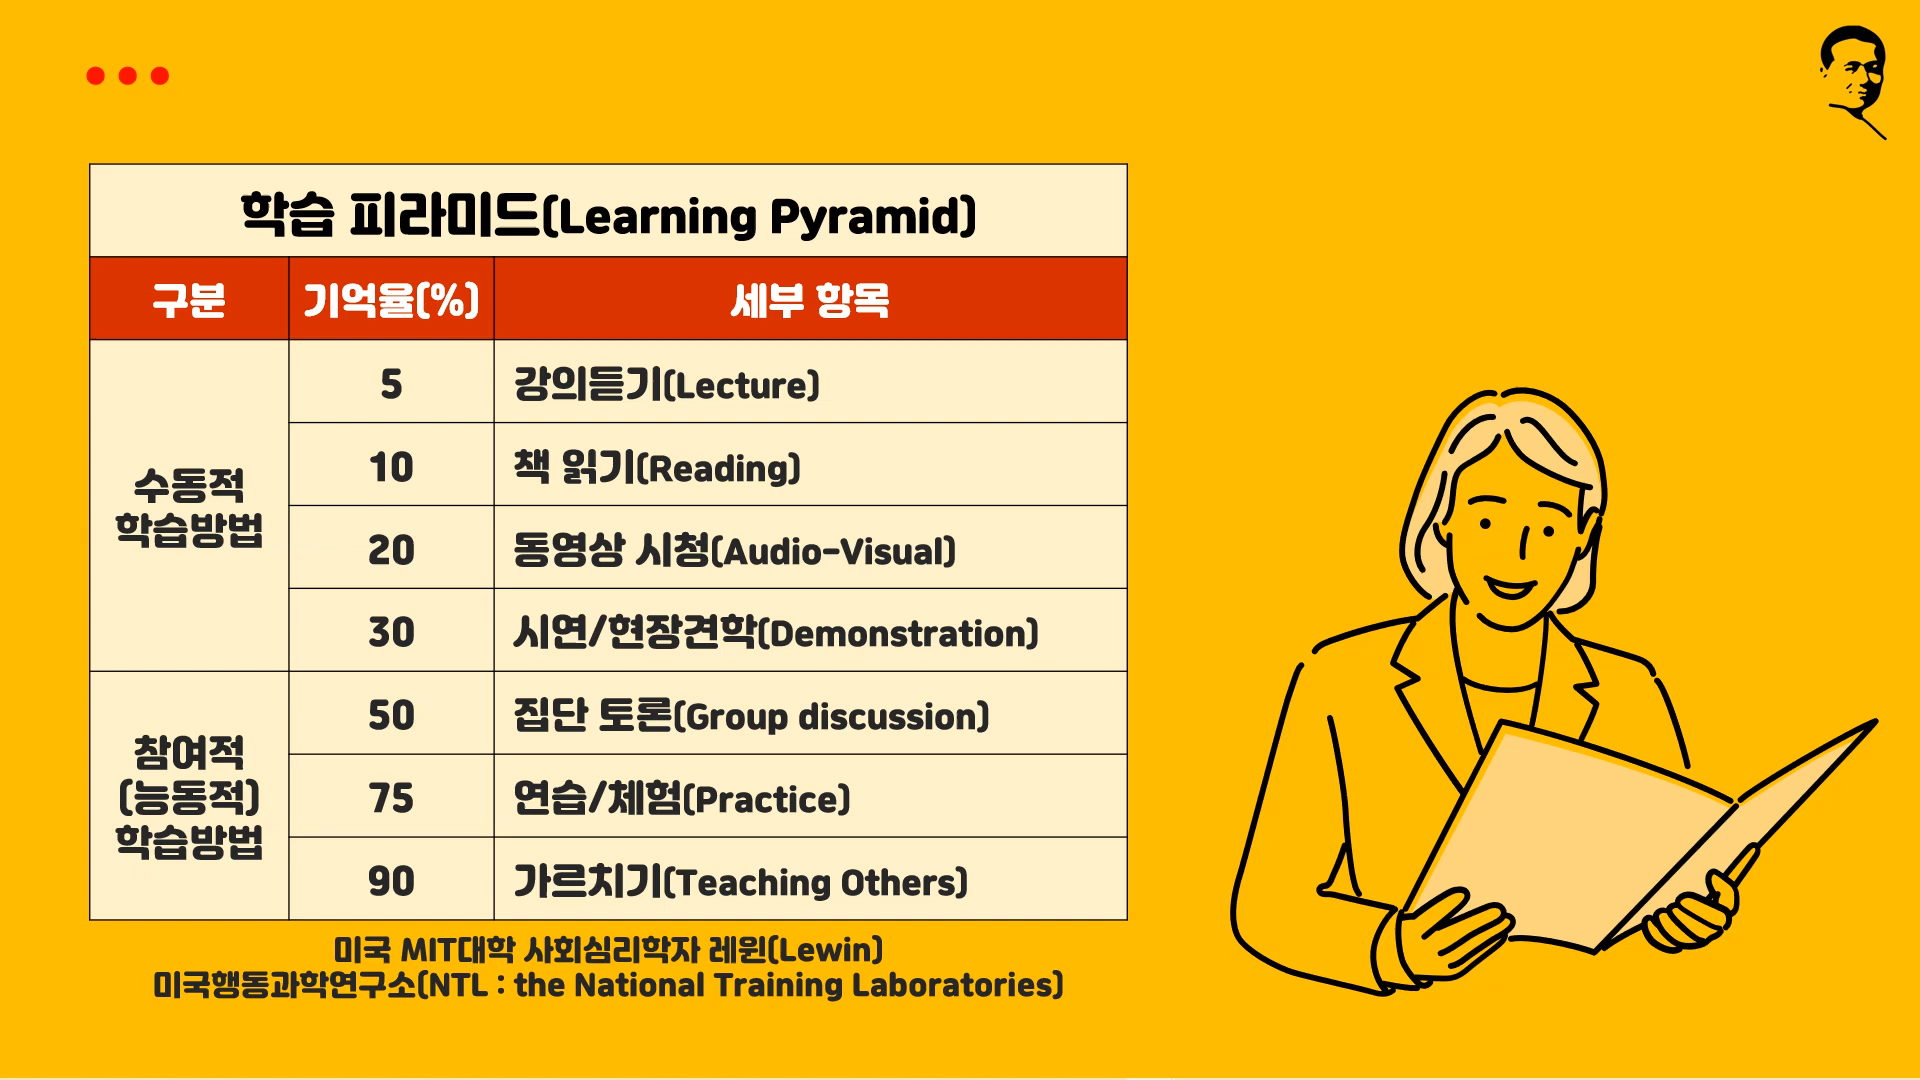 학습 피라미드(Learning Pyramid)
구분 기억율(%) 세부 항목
수동적
학습방법
5 강의듣기(Lecture)
10 책 읽기(Reading)
20 동영상 시청(Audio-Visual)
30 시연/현장견학(Demonstration)
참여적
(능동적)
학습방법
50 집단 토론(Group discussion)
75 연습/체험(Practice)
90 가르치기(Teaching Others)
미국 MIT대학 사회심리학자 레윈(Lewin)
미국행동과학연구소(NTL : the National Training Laboratories)